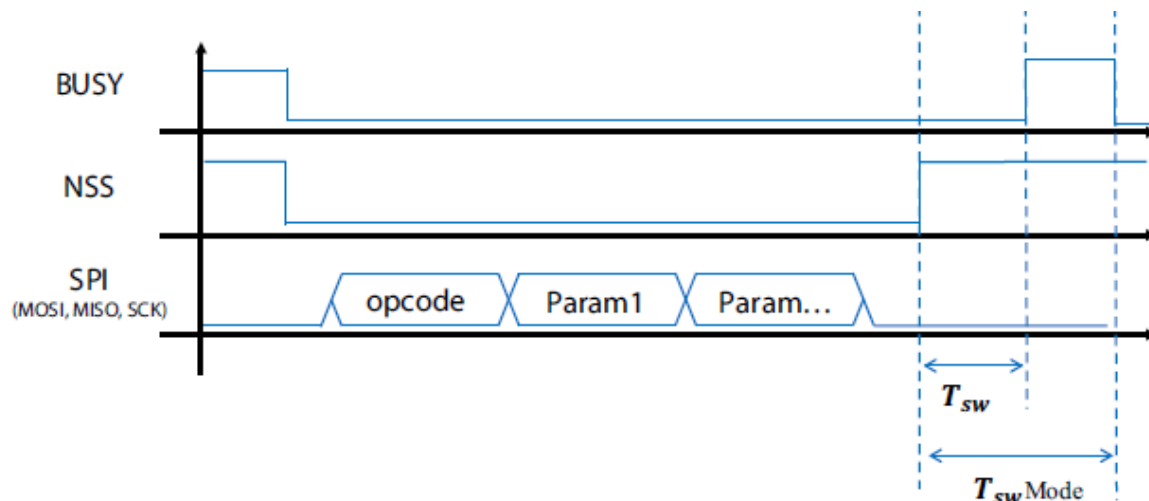 BUSY
NSS
SPI
(MOSI, MISO, SCK)
opcode
Param1
Param...
Tsw
TswMode